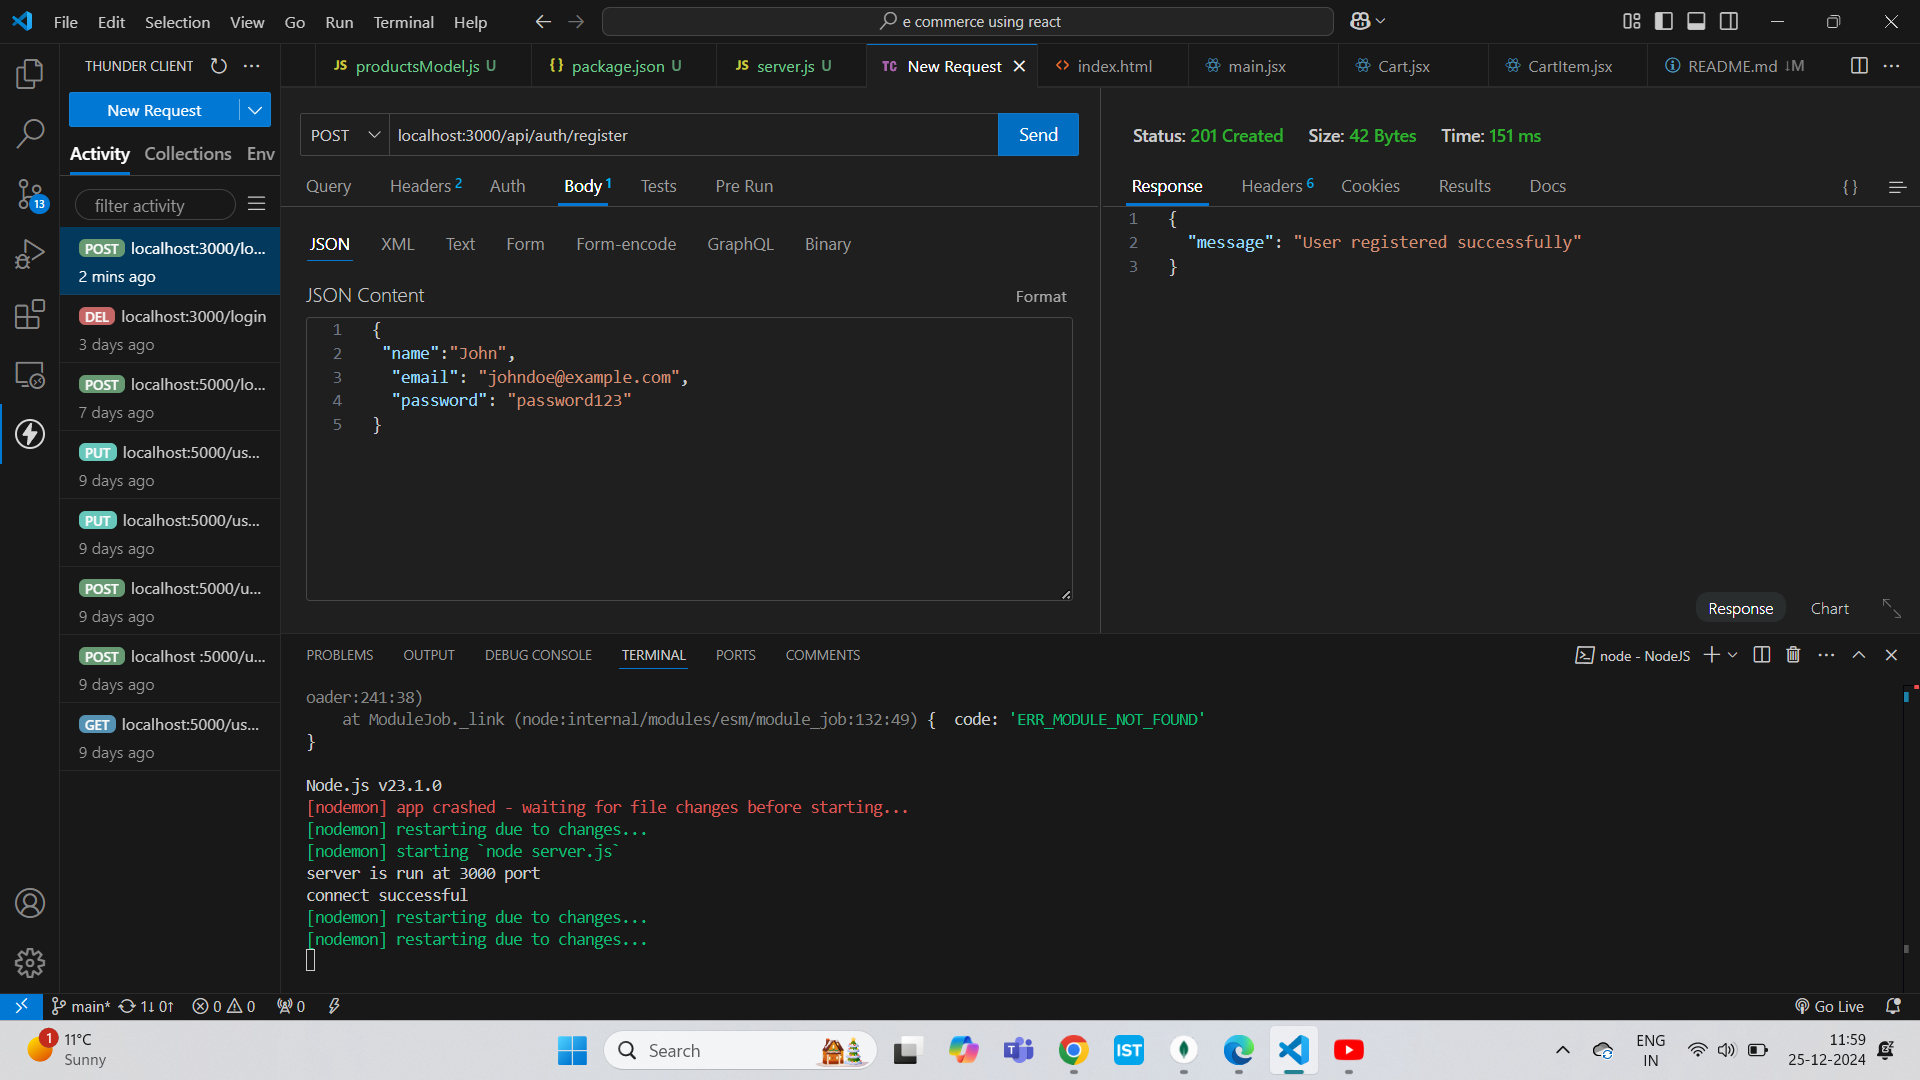 File Edit Selection View Go Run Terminal Help
e commerce using react
THUNDER CLIENT
New Request
Activity Collections Env
filter activity
POST localhost:3000/lo...
2 mins ago
DEL localhost:3000/login
3 days ago
POST localhost:5000/lo...
7 days ago
PUT localhost:5000/us...
9 days ago
PUT localhost:5000/us...
9 days ago
POST localhost:5000/u...
9 days ago
POST localhost :5000/u...
9 days ago
GET localhost:5000/us...
9 days ago
13
JS productsModel.js U
{} package.json U
JS server.js U
TC New Request
<> index.html
main.jsx
Cart.jsx
CartItem.jsx
README.md ↓M
POST localhost:3000/api/auth/register Send
Query Headers 2 Auth Body 1 Tests Pre Run
JSON XML Text Form Form-encode GraphQL Binary
JSON Content Format
1 {
2 "name":"John",
3 "email": "johndoe@example.com",
4 "password": "password123"
5 }
Status: 201 Created Size: 42 Bytes Time: 151 ms
Response Headers 6 Cookies Results Docs {}
1 {
2 "message": "User registered successfully"
3 }
Response Chart
PROBLEMS OUTPUT DEBUG CONSOLE TERMINAL PORTS COMMENTS
node - NodeJS
oader:241:38)
at ModuleJob._link (node:internal/modules/esm/module_job:132:49) { code: 'ERR_MODULE_NOT_FOUND'
}
Node.js v23.1.0
[nodemon] app crashed - waiting for file changes before starting...
[nodemon] restarting due to changes...
[nodemon] starting `node server.js`
server is run at 3000 port
connect successful
[nodemon] restarting due to changes...
[nodemon] restarting due to changes...
main* 1↓ 0↑ 0 0 0
Go Live
1
11°C
Sunny
Search
IST
ENG
IN
11:59
25-12-2024